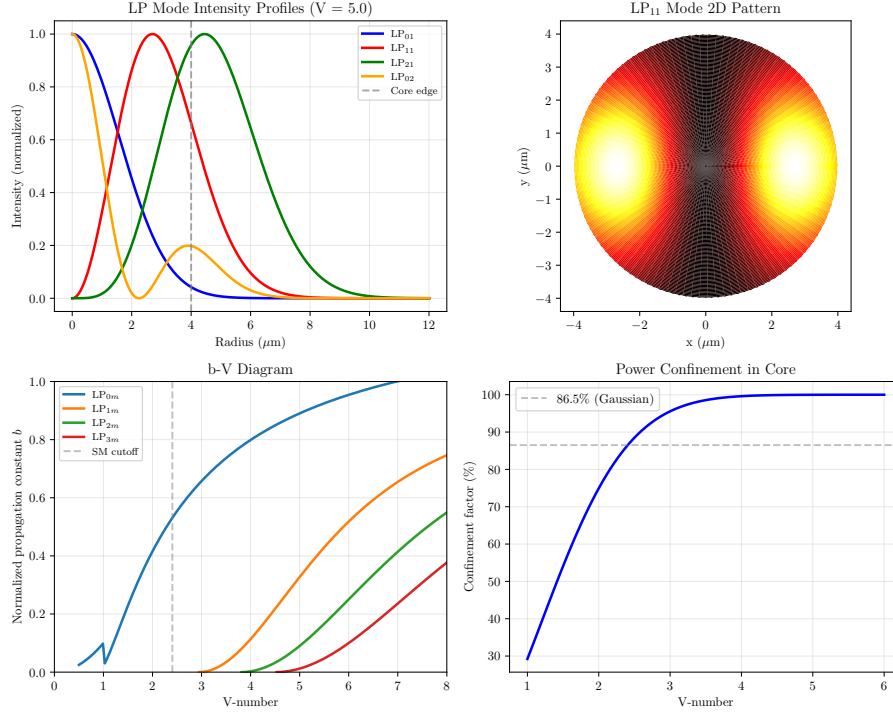 LP Mode Intensity Profiles (V = 5.0)
1.0
0.8
0.6
0.4
0.2
0.0
Intensity (normalized)
0 2 4 6 8 10 12
Radius (μm)
LP₀₁
LP₁₁
LP₂₁
LP₀₂
Core edge
LP₁₁ Mode 2D Pattern
4
3
2
1
0
−1
−2
−3
−4
y (μm)
−4 −2 0 2 4
x (μm)
b-V Diagram
1.0
0.8
0.6
0.4
0.2
0.0
Normalized propagation constant b
0 1 2 3 4 5 6 7 8
V-number
LP₀ₘ
LP₁ₘ
LP₂ₘ
LP₃ₘ
SM cutoff
Power Confinement in Core
100
90
80
70
60
50
40
30
Confinement factor (%)
1 2 3 4 5 6
V-number
86.5% (Gaussian)